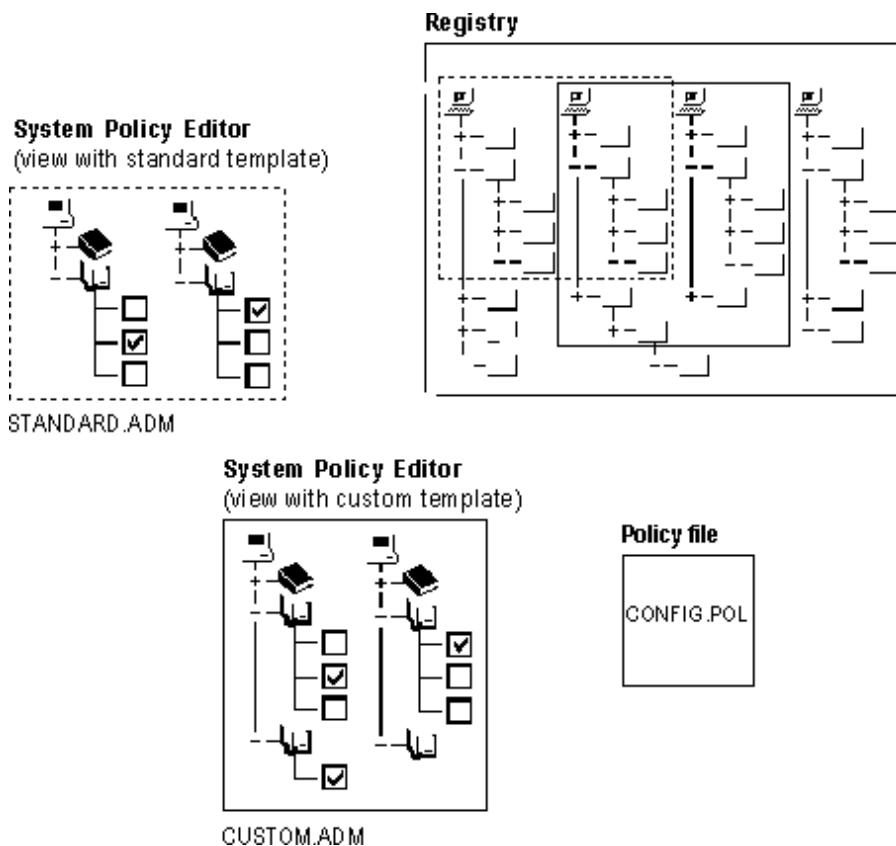 Registry
System Policy Editor
(view with standard template)
STANDARD.ADM
System Policy Editor
(view with custom template)
Policy file
CONFIG.POL
CUSTOM.ADM